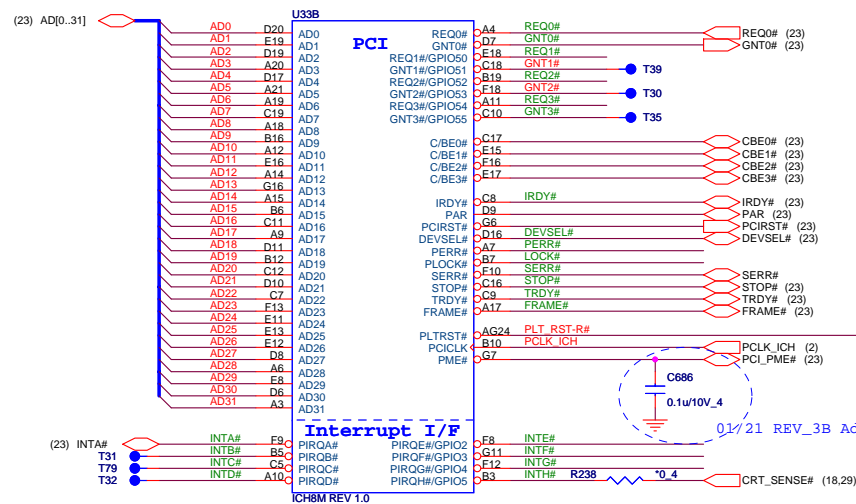 U33B
(23) AD[0..31]
PCI
AD0 D20 AD0 REQ0# A4 REQ0# REQ0# (23)
AD1 E19 AD1 GNT0# D7 GNT0# GNT0# (23)
AD2 D19 AD2 REQ1#/GPIO50 E18 REQ1#
AD3 A20 AD3 GNT1#/GPIO51 C18 GNT1# T39
AD4 D17 AD4 REQ2#/GPIO52 B19 REQ2#
AD5 A21 AD5 GNT2#/GPIO53 F18 GNT2# T30
AD6 A19 AD6 REQ3#/GPIO54 A11 REQ3#
AD7 C19 AD7 GNT3#/GPIO55 C10 GNT3# T35
AD8 A18 AD8
AD9 B16 AD9 C/BE0# C17 CBE0# (23)
AD10 A12 AD10 C/BE1# E15 CBE1# (23)
AD11 E16 AD11 C/BE2# F16 CBE2# (23)
AD12 A14 AD12 C/BE3# E17 CBE3# (23)
AD13 G16 AD13
AD14 A15 AD14 IRDY# C8 IRDY# IRDY# (23)
AD15 B6 AD15 PAR D9 PAR (23)
AD16 C11 AD16 PCIRST# G6 PCIRST# (23)
AD17 A9 AD17 DEVSEL# D16 DEVSEL# DEVSEL# (23)
AD18 D11 AD18 PERR# A7 PERR#
AD19 B12 AD19 PLOCK# B7 LOCK#
AD20 C12 AD20 SERR# F10 SERR# SERR#
AD21 D10 AD21 STOP# C16 STOP# STOP# (23)
AD22 C7 AD22 TRDY# C9 TRDY# TRDY# (23)
AD23 F13 AD23 FRAME# A17 FRAME# FRAME# (23)
AD24 E11 AD24
AD25 E13 AD25 PLTRST# AG24 PLT_RST-R#
AD26 E12 AD26 PCICLK B10 PCLK_ICH PCLK_ICH (2)
AD27 D8 AD27 PME# G7 PCI_PME# (23)
AD28 A6 AD28
AD29 E8 AD29
AD30 D6 AD30
AD31 A3 AD31
C686
0.1u/10V_4
01/21 REV_3B Ad
Interrupt I/F
(23) INTA# INTA# F9 PIRQA# PIRQE#/GPIO2 F8 INTE#
T31 INTB# B5 PIRQB# PIRQF#/GPIO3 G11 INTF#
T79 INTC# C5 PIRQC# PIRQG#/GPIO4 F12 INTG#
T32 INTD# A10 PIRQD# PIRQH#/GPIO5 B3 INTH# R238 *0_4 CRT_SENSE# (18,29)
ICH8M REV 1.0